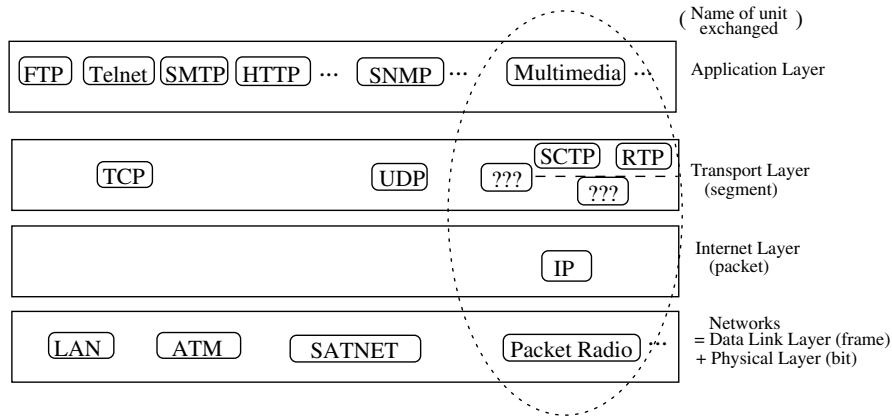 ( Name of unit exchanged )
FTP Telnet SMTP HTTP ... SNMP ... Multimedia ...
Application Layer
SCTP RTP
TCP UDP ???
???
Transport Layer
(segment)
Internet Layer
(packet)
IP
Networks
= Data Link Layer (frame)
+ Physical Layer (bit)
LAN ATM SATNET Packet Radio ...